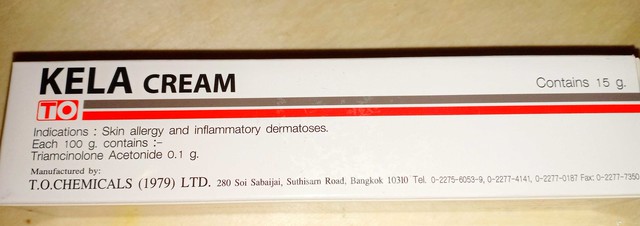 KELA CREAM
Contains 15 g.
TO
Indications : Skin allergy and inflammatory dermatoses.
Each 100 g. contains :-
Triamcinolone Acetonide 0.1 g.
Manufactured by:
T.O.CHEMICALS (1979) LTD. 280 Soi Sabaijai, Suthisarn Road, Bangkok 10310 Tel. 0-2275-6053-9, 0-2277-4141, 0-2277-0187 Fax: 0-2277-7350